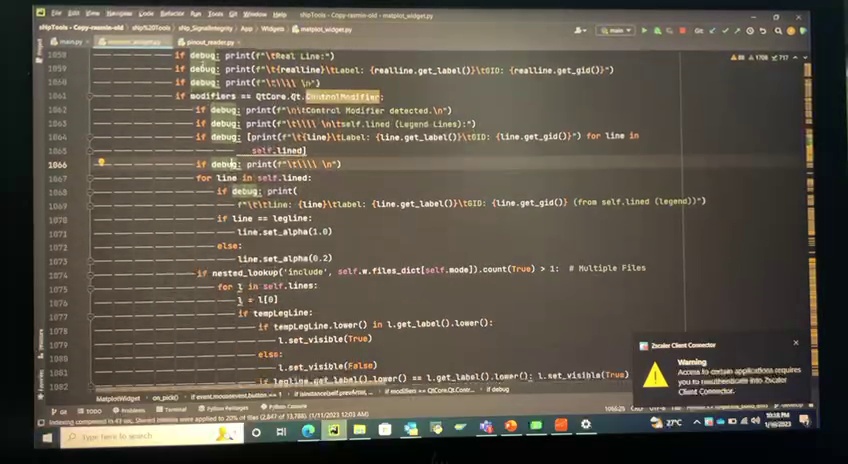 File Edit View Navigate Code Refactor Run Tools Git Window Help sNpTools - Copy-rasmin-old - matplot_widget.py
sNpTools - Copy-rasmin-old sNp%20Tools sNp_SignalIntegrity App Widgets matplot_widget.py
main
main.py
pinout_reader.py
88 1708 717
1058 if debug: print(f"\tReal Line:")
1059 if debug: print(f"\t{realline}\tLabel: {realline.get_label()}\tGID: {realline.get_gid()}")
1060 if debug: print(f"\t\\\\ \n")
1061 if modifiers == QtCore.Qt.ControlModifier:
1062 if debug: print(f"\n\tControl Modifier detected.\n")
1063 if debug: print(f"\t\\\\ \n\tself.lined (Legend Lines):")
1064 if debug: [print(f"\t{line}\tLabel: {line.get_label()}\tGID: {line.get_gid()}") for line in
1065 self.lined]
1066 if debug: print(f"\t\\\\ \n")
1067 for line in self.lined:
1068 if debug: print(
1069 f"\t\tline: {line}\tlabel: {line.get_label()}\tGID: {line.get_gid()} (from self.lined (legend))")
1070 if line == legline:
1071 line.set_alpha(1.0)
1072 else:
1073 line.set_alpha(0.2)
1074 if nested_lookup('include', self.w.files_dict[self.mode]).count(True) > 1: # Multiple Files
1075 for l in self.lines:
1076 l = l[0]
1077 if tempLegLine:
1078 if tempLegLine.lower() in l.get_label().lower():
1079 l.set_visible(True)
1080 else:
1081 l.set_visible(False)
1082 if legline.get_label().lower() == l.get_label().lower(): l.set_visible(True)
Zscaler Client Connector
Warning
Access to certain applications requires
you to reauthenticate into Zscaler
Client Connector.
MatplotWidget on_pick() if event.mouseevent.button == 1 if isinstance(self.prevArtist, ... if modifiers == QtCore.Qt.Contr... if debug
Git TODO Problems Terminal Python Packages Python Console
Indexing completed in 43 sec. Shared indexes were applied to 20% of files (2,847 of 13,788). (1/11/2023 12:03 AM)
Type here to search
27°C
10:38 PM
1/16/2023